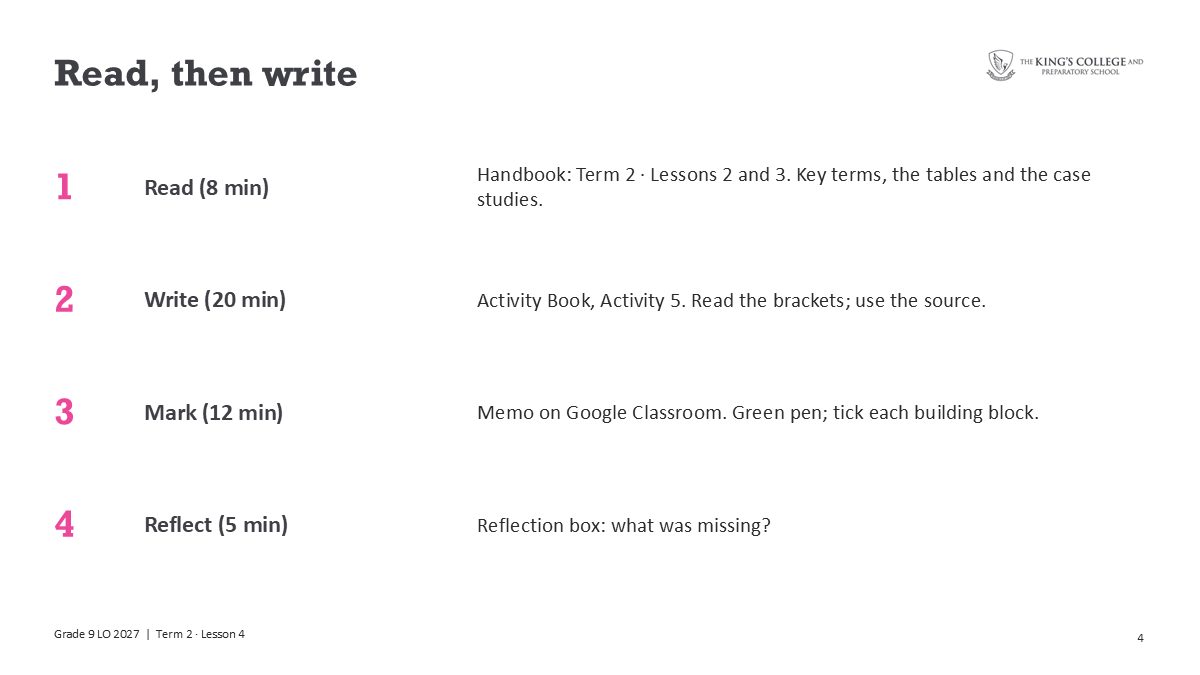 Read, then write
THE KING'S COLLEGE AND
PREPARATORY SCHOOL
1
Read (8 min)
Handbook: Term 2 · Lessons 2 and 3. Key terms, the tables and the case
studies.
2
Write (20 min)
Activity Book, Activity 5. Read the brackets; use the source.
3
Mark (12 min)
Memo on Google Classroom. Green pen; tick each building block.
4
Reflect (5 min)
Reflection box: what was missing?
Grade 9 LO 2027 | Term 2 · Lesson 4
4